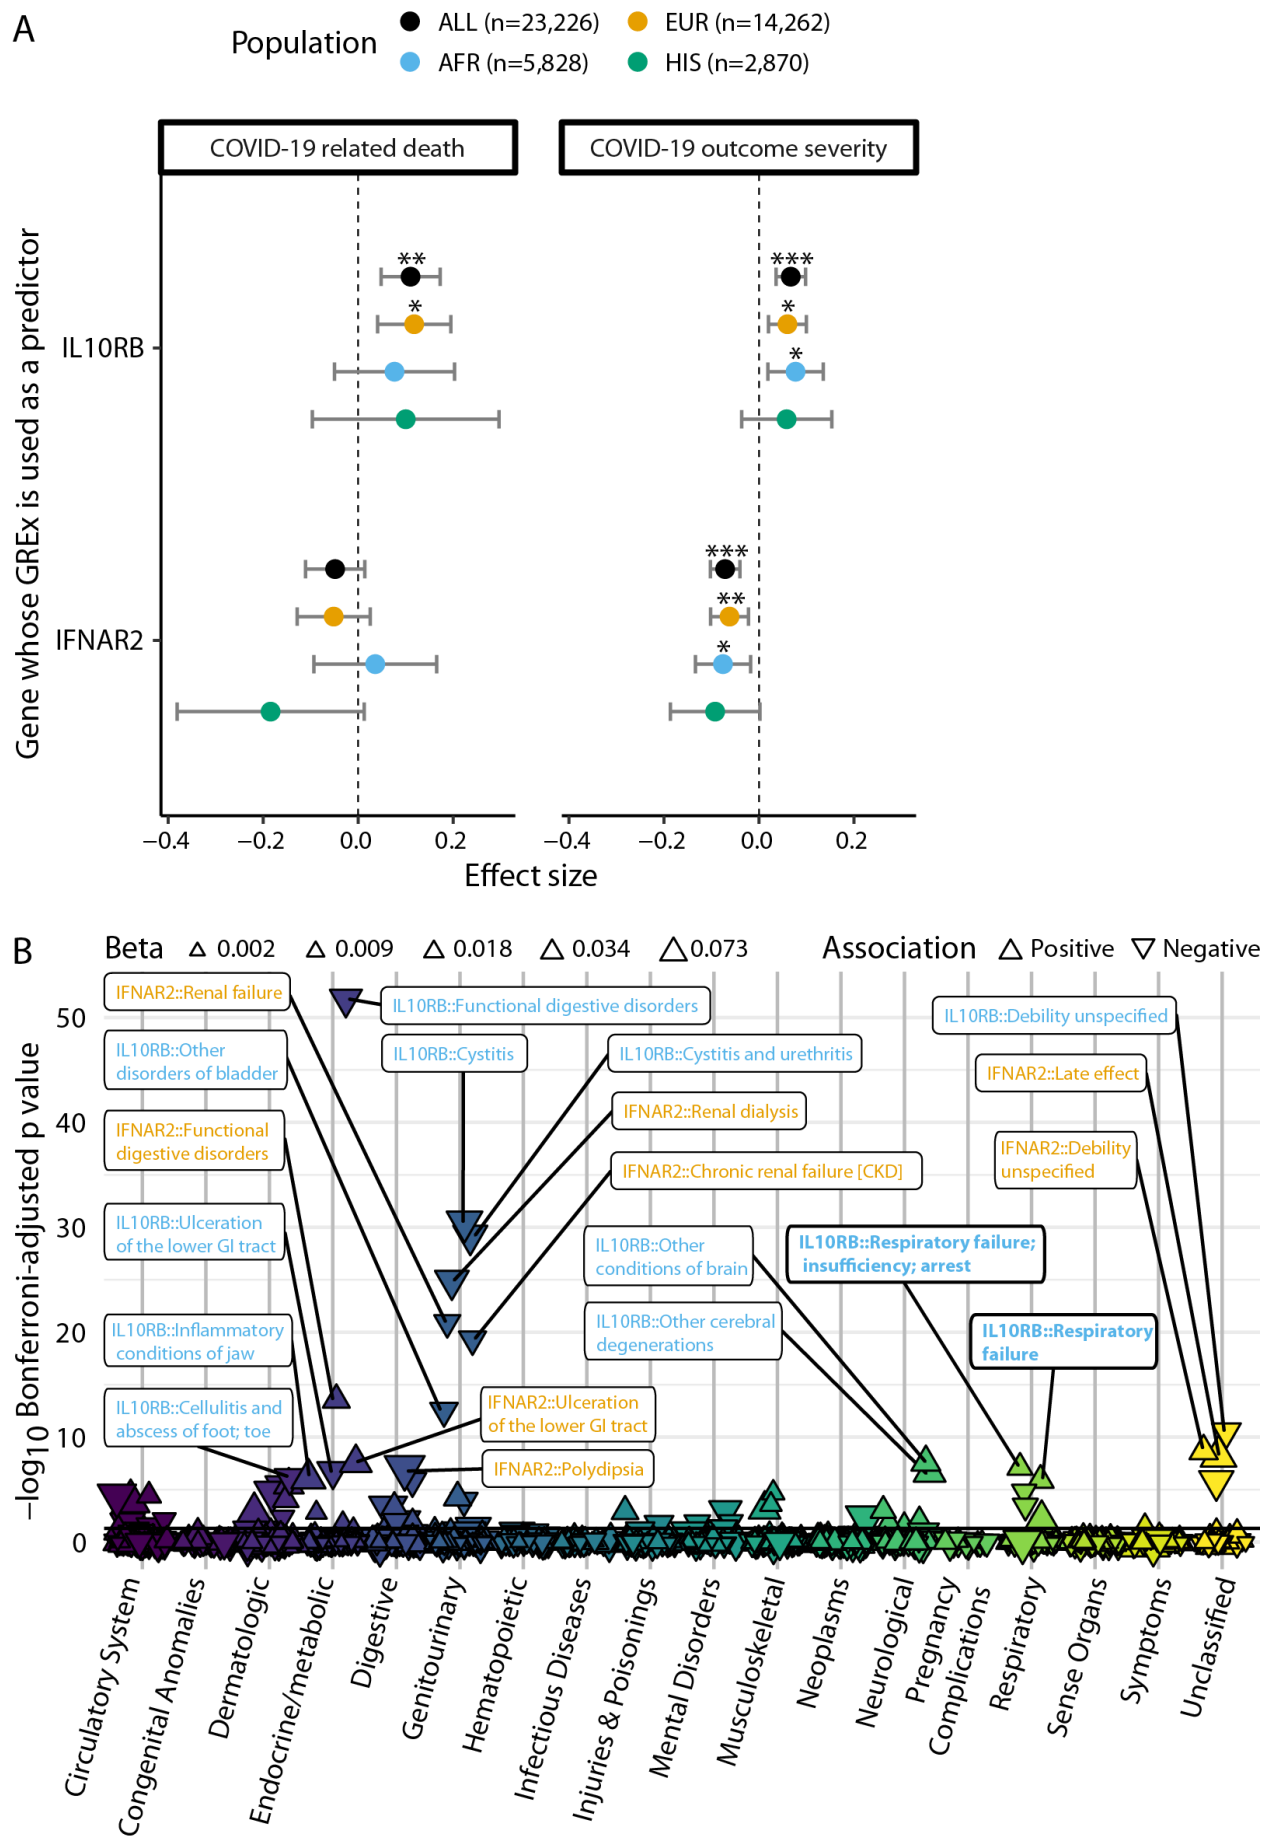 A
Population
ALL (n=23,226)
EUR (n=14,262)
AFR (n=5,828)
HIS (n=2,870)
COVID-19 related death
COVID-19 outcome severity
Gene whose GREx is used as a predictor
IL10RB
IFNAR2
**
*
***
*
*
***
**
*
−0.4
−0.2
0.0
0.2
−0.4
−0.2
0.0
0.2
Effect size
B
Beta
0.002
0.009
0.018
0.034
0.073
Association
Positive
Negative
−log10 Bonferroni-adjusted p value
50
40
30
20
10
0
IFNAR2::Renal failure
IL10RB::Functional digestive disorders
IL10RB::Debility unspecified
IL10RB::Other
disorders of bladder
IL10RB::Cystitis
IL10RB::Cystitis and urethritis
IFNAR2::Late effect
IFNAR2::Functional
digestive disorders
IFNAR2::Renal dialysis
IFNAR2::Chronic renal failure [CKD]
IFNAR2::Debility
unspecified
IL10RB::Ulceration
of the lower GI tract
IL10RB::Other
conditions of brain
IL10RB::Respiratory failure;
insufficiency; arrest
IL10RB::Inflammatory
conditions of jaw
IL10RB::Other cerebral
degenerations
IL10RB::Respiratory
failure
IL10RB::Cellulitis and
abscess of foot; toe
IFNAR2::Ulceration
of the lower GI tract
IFNAR2::Polydipsia
Circulatory System
Congenital Anomalies
Dermatologic
Endocrine/metabolic
Digestive
Genitourinary
Hematopoietic
Infectious Diseases
Injuries & Poisonings
Mental Disorders
Musculoskeletal
Neoplasms
Neurological
Pregnancy
Complications
Respiratory
Sense Organs
Symptoms
Unclassified